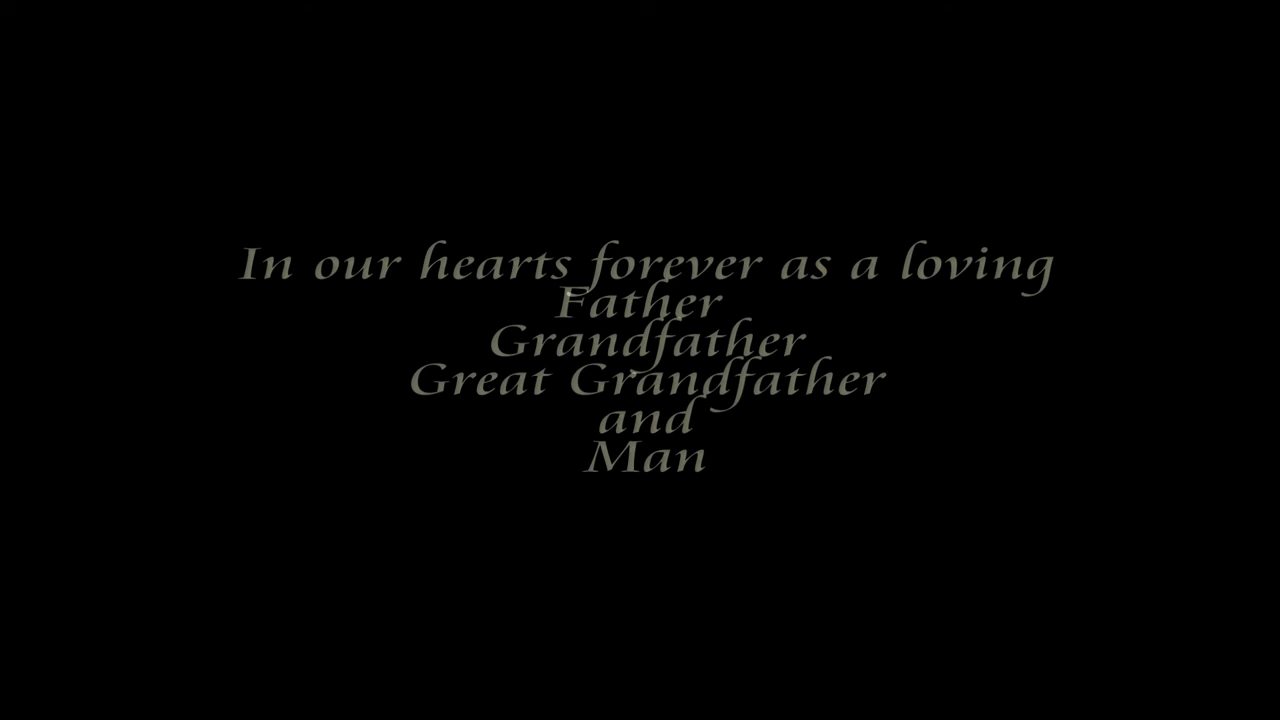 In our hearts forever as a loving
Father
Grandfather
Great Grandfather
and
Man